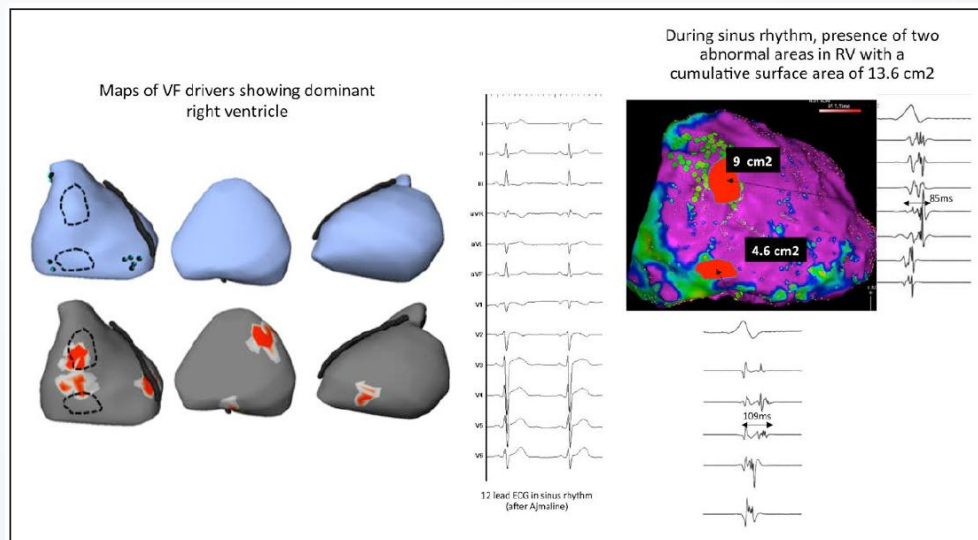 During sinus rhythm, presence of two
abnormal areas in RV with a
cumulative surface area of 13.6 cm2
Maps of VF drivers showing dominant
right ventricle
I
II
III
aVR
aVL
aVF
V1
V2
V3
V4
V5
V6
12 lead ECG in sinus rhythm
(after Ajmaline)
9 cm2
4.6 cm2
85ms
109ms